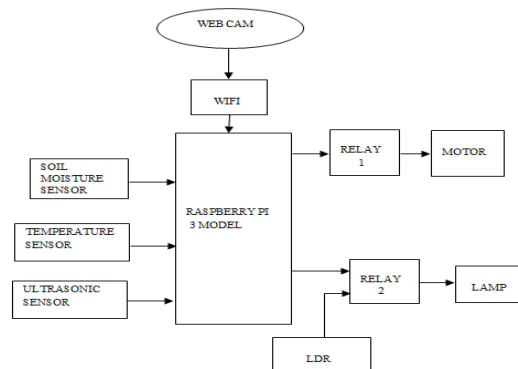 WEB CAM
WIFI
SOIL
MOISTURE
SENSOR
TEMPERATURE
SENSOR
ULTRASONIC
SENSOR
RASPBERRY PI
3 MODEL
RELAY
1
MOTOR
RELAY
2
LAMP
LDR